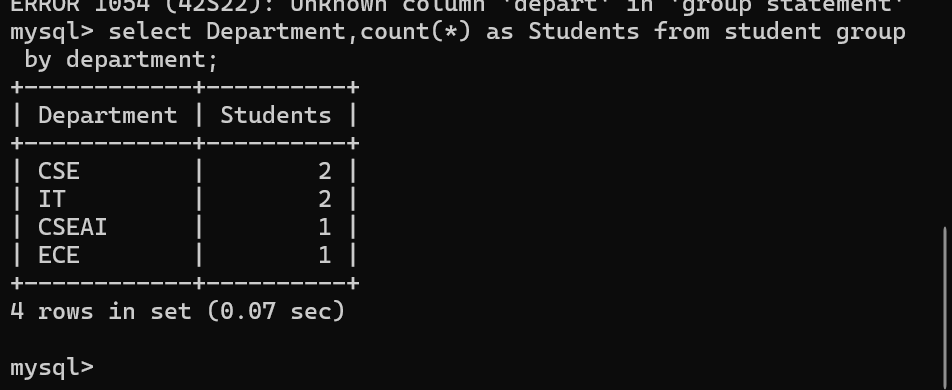 ERROR 1054 (42S22): Unknown column 'depart' in 'group statement'
mysql> select Department,count(*) as Students from student group
 by department;
+------------+----------+
| Department | Students |
+------------+----------+
| CSE        |        2 |
| IT         |        2 |
| CSEAI      |        1 |
| ECE        |        1 |
+------------+----------+
4 rows in set (0.07 sec)

mysql>